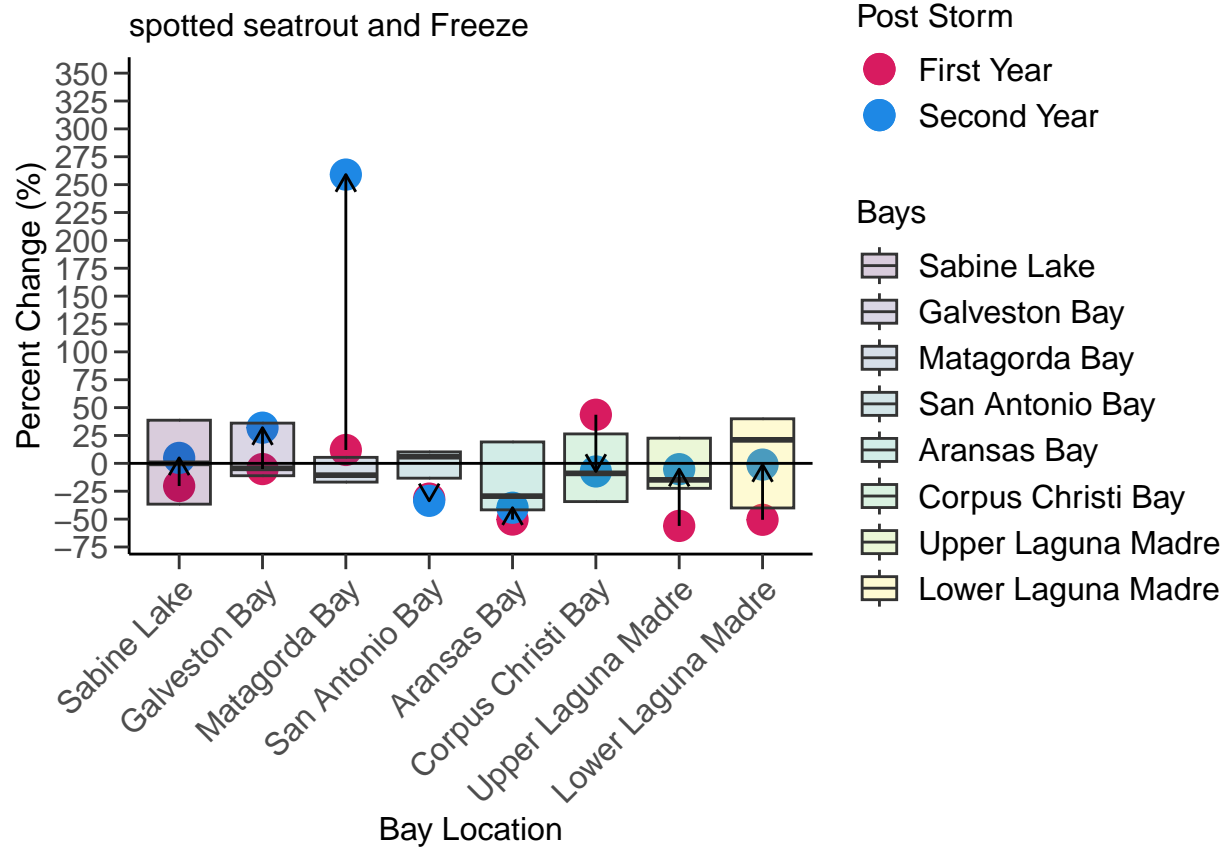 spotted seatrout and Freeze
Percent Change (%)
350
325
300
275
250
225
200
175
150
125
100
75
50
25
0
−25
−50
−75
Sabine Lake
Galveston Bay
Matagorda Bay
San Antonio Bay
Aransas Bay
Corpus Christi Bay
Upper Laguna Madre
Lower Laguna Madre
Bay Location
Post Storm
First Year
Second Year
Bays
Sabine Lake
Galveston Bay
Matagorda Bay
San Antonio Bay
Aransas Bay
Corpus Christi Bay
Upper Laguna Madre
Lower Laguna Madre